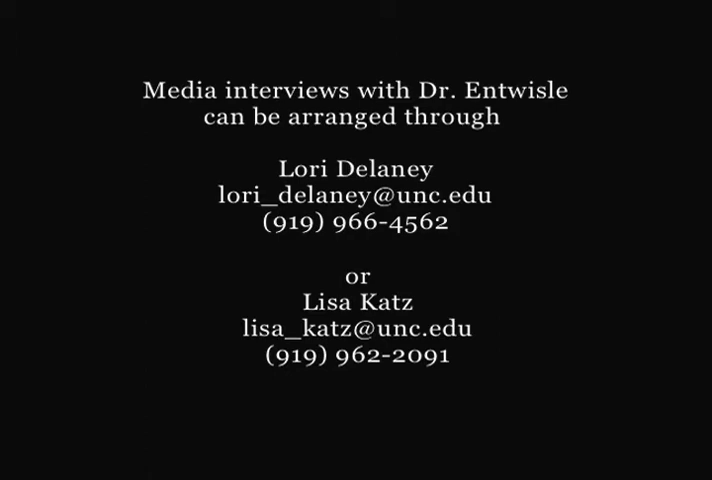 Media interviews with Dr. Entwisle
can be arranged through
Lori Delaney
lori_delaney@unc.edu
(919) 966-4562
or
Lisa Katz
lisa_katz@unc.edu
(919) 962-2091